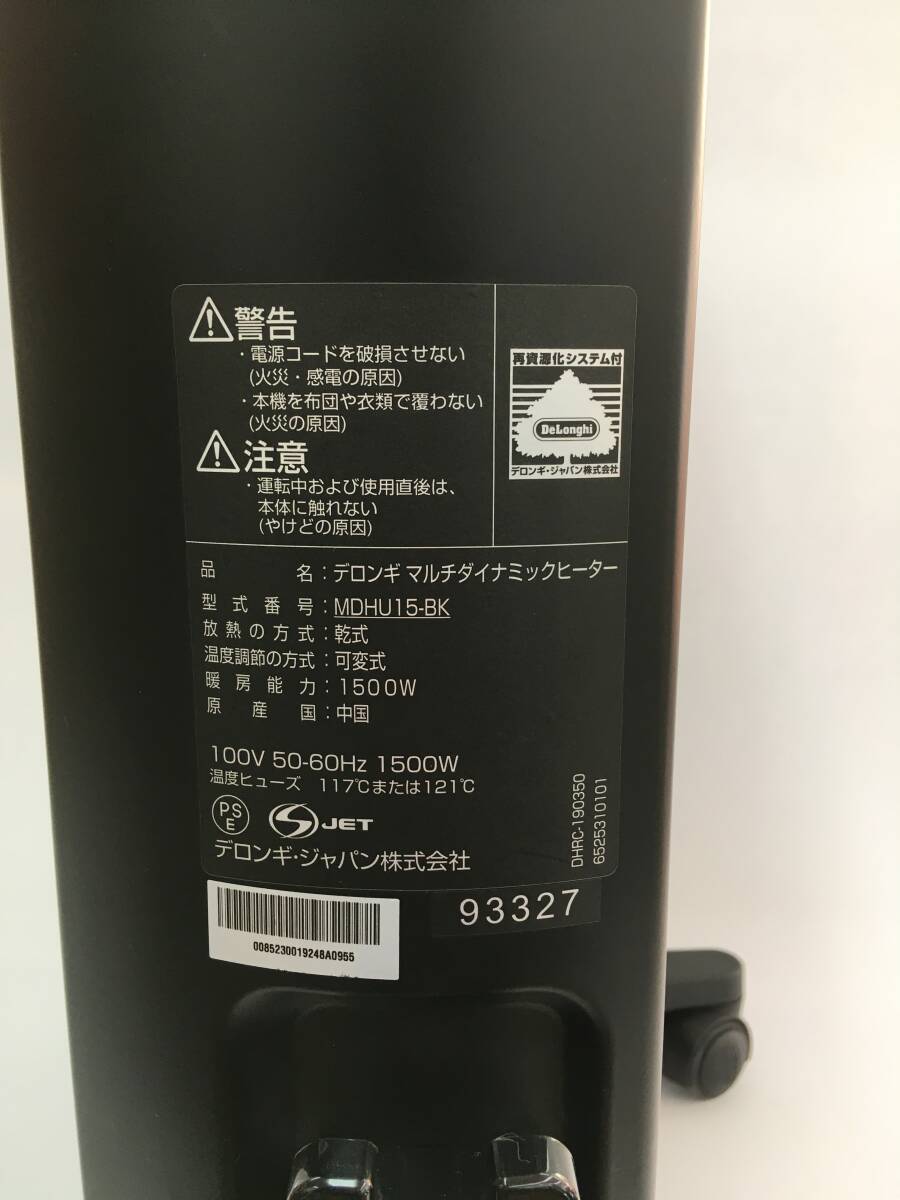 警告
・電源コードを破損させない
(火災・感電の原因)
・本機を布団や衣類で覆わない
(火災の原因)
注意
・運転中および使用直後は、
本体に触れない
(やけどの原因)
再資源化システム付
DeLonghi
デロンギ・ジャパン株式会社
品名：デロンギ マルチダイナミックヒーター
型式番号：MDHU15-BK
放熱の方式：乾式
温度調節の方式：可変式
暖房能力：1500W
原産国：中国
100V 50-60Hz 1500W
温度ヒューズ 117℃または121℃
PS
E
S JET
デロンギ・ジャパン株式会社
DHRC-190350
6525310101
0085230019248A0955
93327